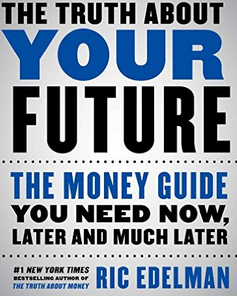 THE TRUTH ABOUT
YOUR
FUTURE
THE MONEY GUIDE
YOU NEED NOW,
LATER AND MUCH LATER
#1 NEW YORK TIMES
BESTSELLING AUTHOR OF
THE TRUTH ABOUT MONEY
RIC EDELMAN